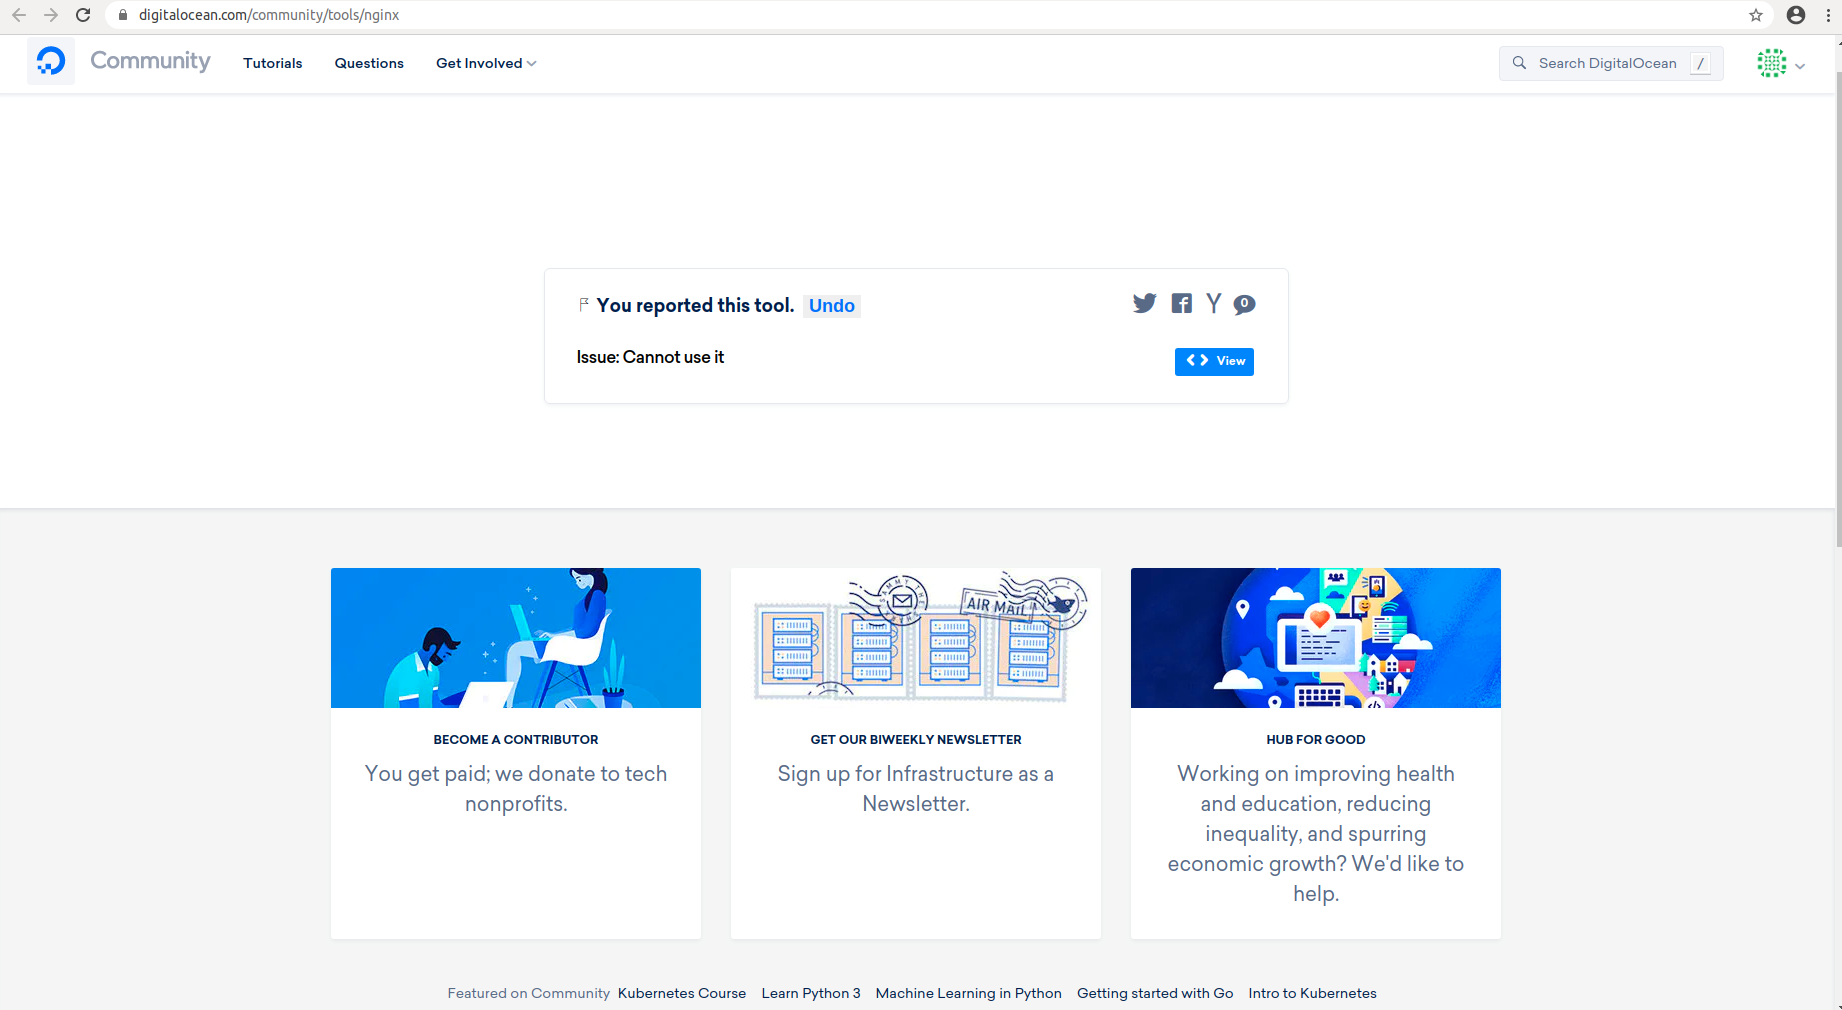 digitalocean.com/community/tools/nginx
Community Tutorials Questions Get Involved Search DigitalOcean /
You reported this tool. Undo 0
Issue: Cannot use it
View
AIR MAIL
BECOME A CONTRIBUTOR
You get paid; we donate to tech
nonprofits.
GET OUR BIWEEKLY NEWSLETTER
Sign up for Infrastructure as a
Newsletter.
HUB FOR GOOD
Working on improving health
and education, reducing
inequality, and spurring
economic growth? We'd like to
help.
Featured on Community Kubernetes Course Learn Python 3 Machine Learning in Python Getting started with Go Intro to Kubernetes